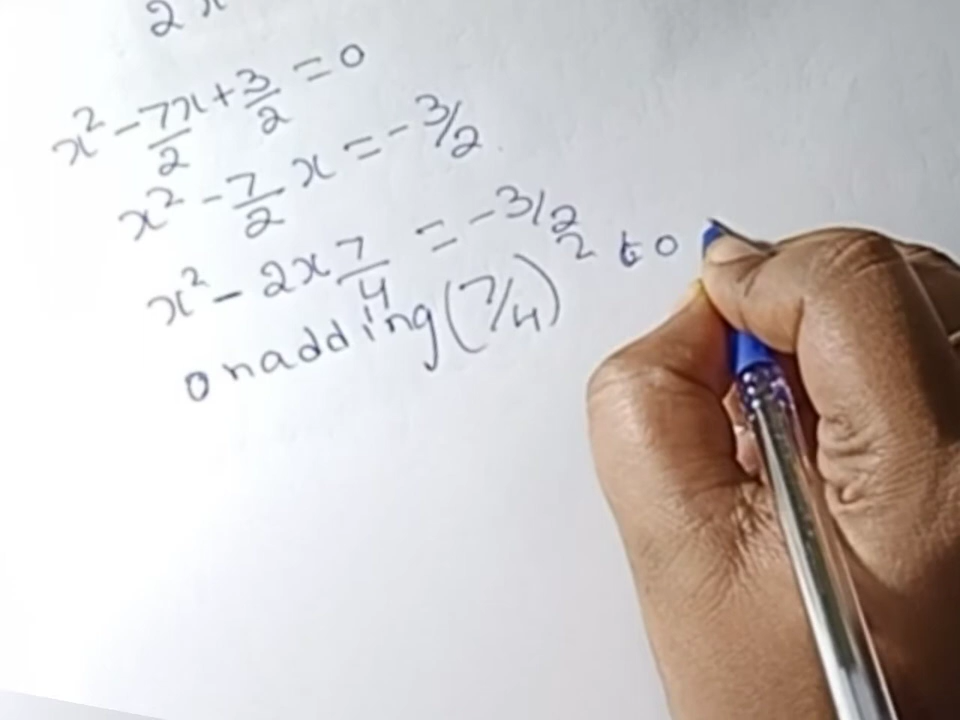 2x
x² - 7x/2 + 3/2 = 0
x² - 7/2 x = - 3/2
x² - 2x 7/4 = - 3/2
on adding (7/4)² to